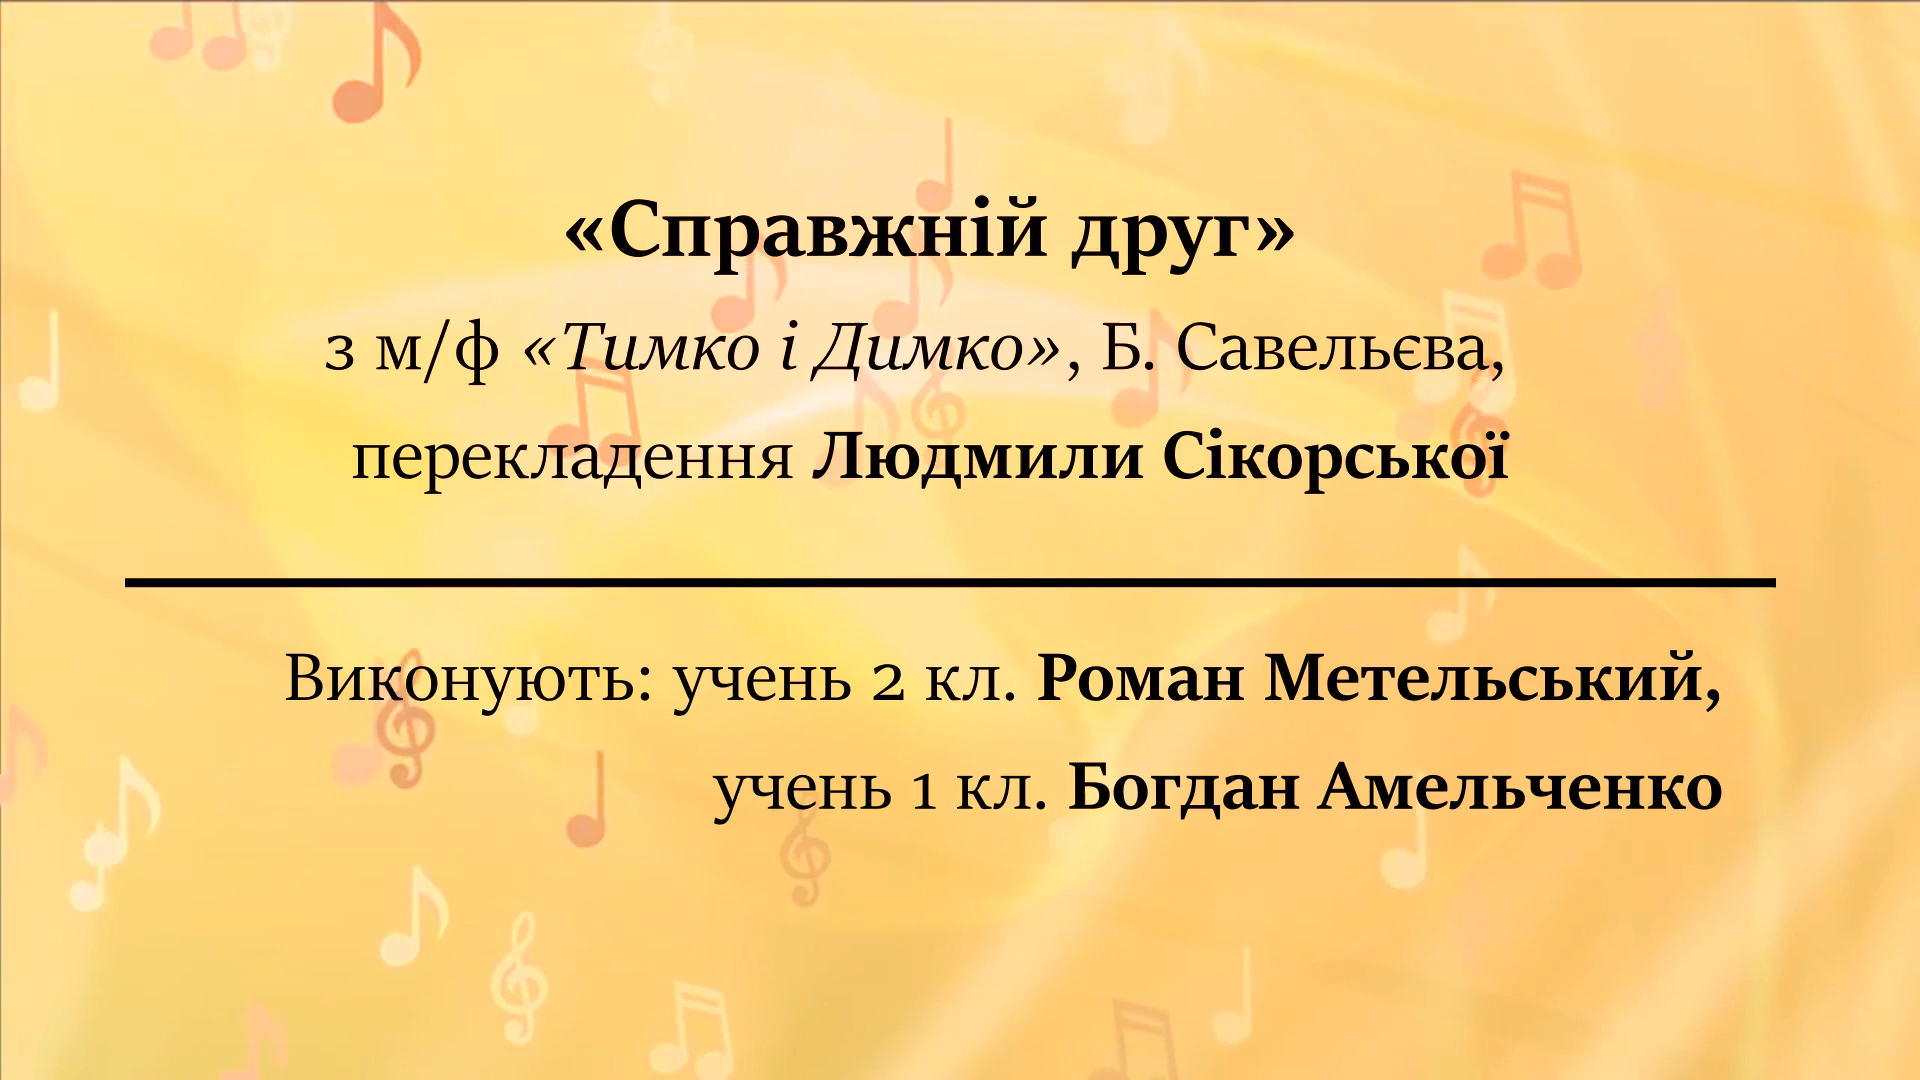 «Справжній друг»
з м/ф «Тимко і Димко», Б. Савельєва,
перекладення Людмили Сікорської
Виконують: учень 2 кл. Роман Метельський,
учень 1 кл. Богдан Амельченко